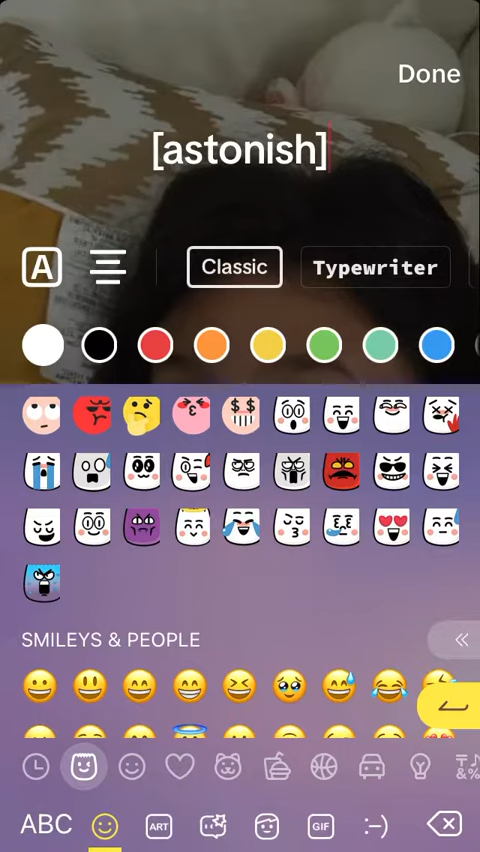 Done
[astonish]
A
Classic
Typewriter
SMILEYS & PEOPLE
ABC
ART
GIF
:-)